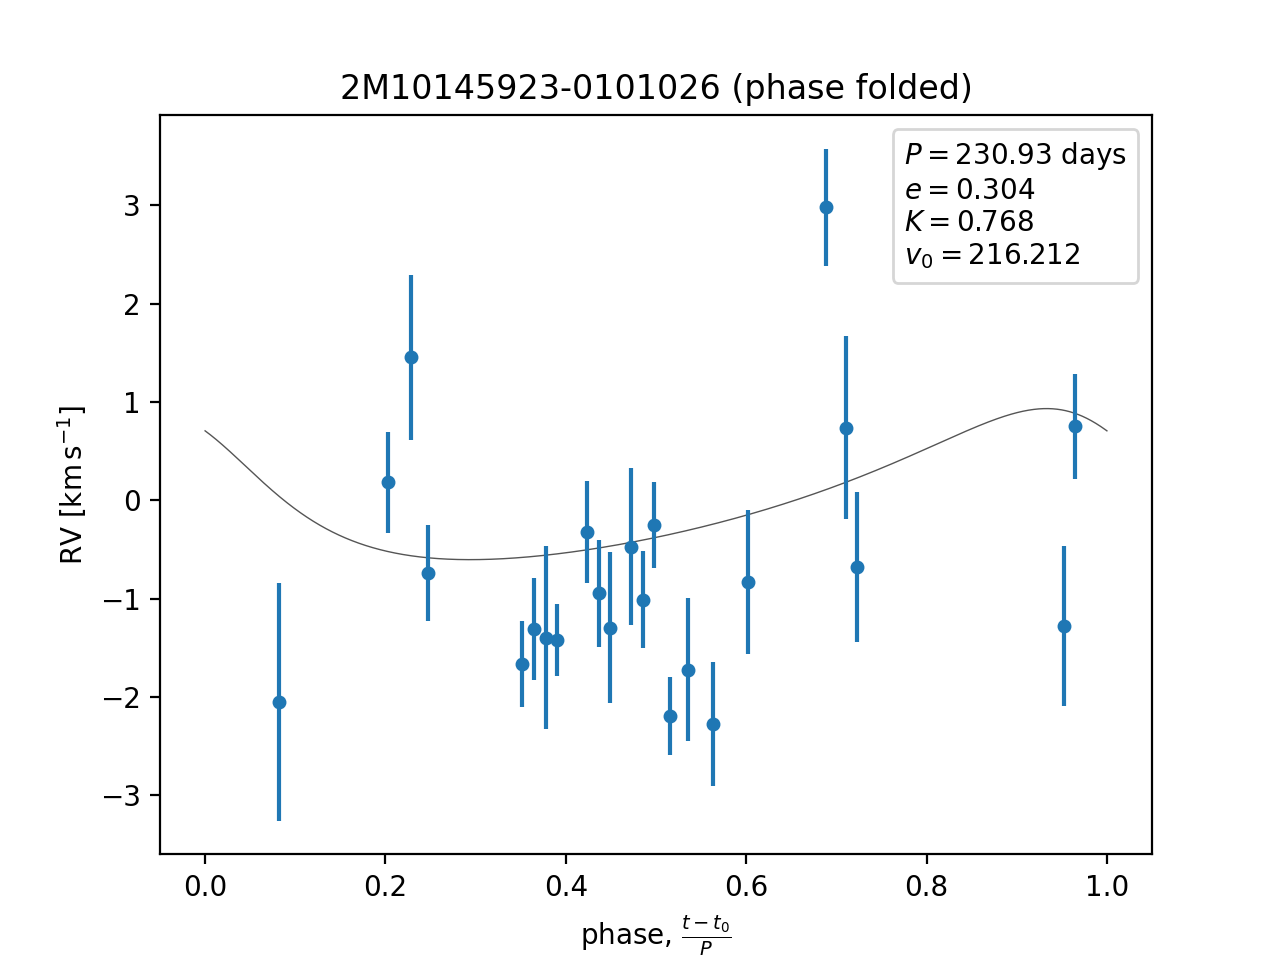 2M10145923-0101026 (phase folded)
P = 230.93 days
e = 0.304
K = 0.768
v₀ = 216.212
RV [km s⁻¹]
3
2
1
0
−1
−2
−3
0.0 0.2 0.4 0.6 0.8 1.0
phase, (t − t₀)/P